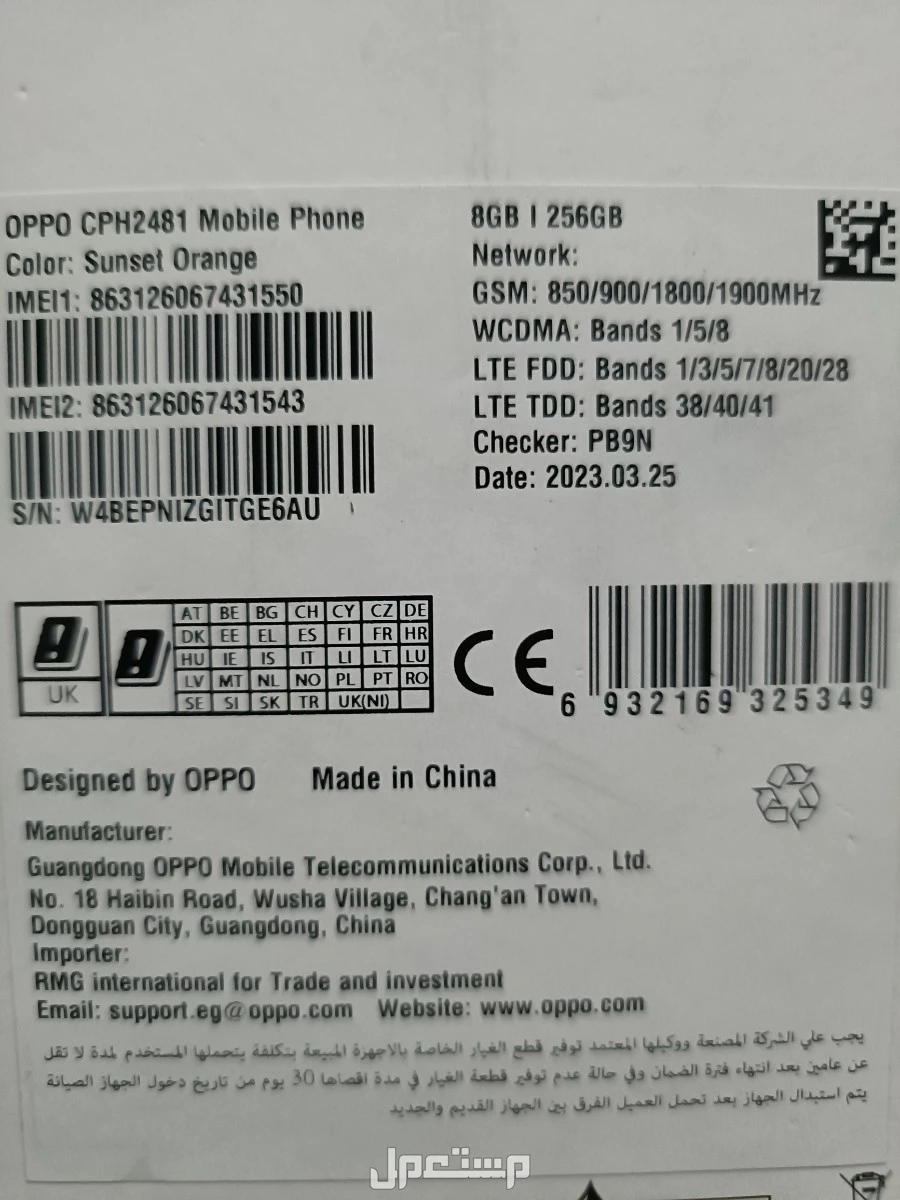 OPPO CPH2481 Mobile Phone
Color: Sunset Orange
IMEI1: 863126067431550
IMEI2: 863126067431543
S/N: W4BEPNIZGITGE6AU
8GB | 256GB
Network:
GSM: 850/900/1800/1900MHz
WCDMA: Bands 1/5/8
LTE FDD: Bands 1/3/5/7/8/20/28
LTE TDD: Bands 38/40/41
Checker: PB9N
Date: 2023.03.25
UK
AT BE BG CH CY CZ DE
DK EE EL ES FI FR HR
HU IE IS IT LI LT LU
LV MT NL NO PL PT RO
SE SI SK TR UK(NI)
CE
6 932169 325349
Designed by OPPO Made in China
Manufacturer:
Guangdong OPPO Mobile Telecommunications Corp., Ltd.
No. 18 Haibin Road, Wusha Village, Chang'an Town,
Dongguan City, Guangdong, China
Importer:
RMG international for Trade and investment
Email: support.eg@oppo.com Website: www.oppo.com
يجب علي الشركة المصنعة ووكيلها المعتمد توفير قطع الغيار الخاصة بالاجهزة المبيعة بتكلفة يتحملها المستخدم لمدة لا تقل
عن عامين بعد انتهاء فترة الضمان وفي حالة عدم توفير قطعة الغيار في مدة اقصاها 30 يوم من تاريخ دخول الجهاز الصيانة
يتم استبدال الجهاز بعد تحمل العميل الفرق بين الجهاز القديم والجديد
مستعمل